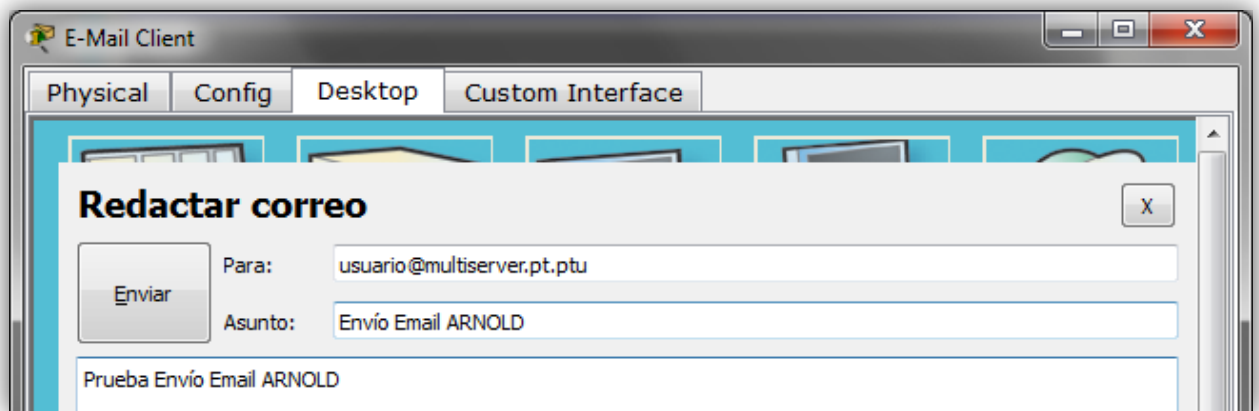 E-Mail Client
Physical Config Desktop Custom Interface
Redactar correo X
Enviar
Para: usuario@multiserver.pt.ptu
Asunto: Envío Email ARNOLD
Prueba Envío Email ARNOLD